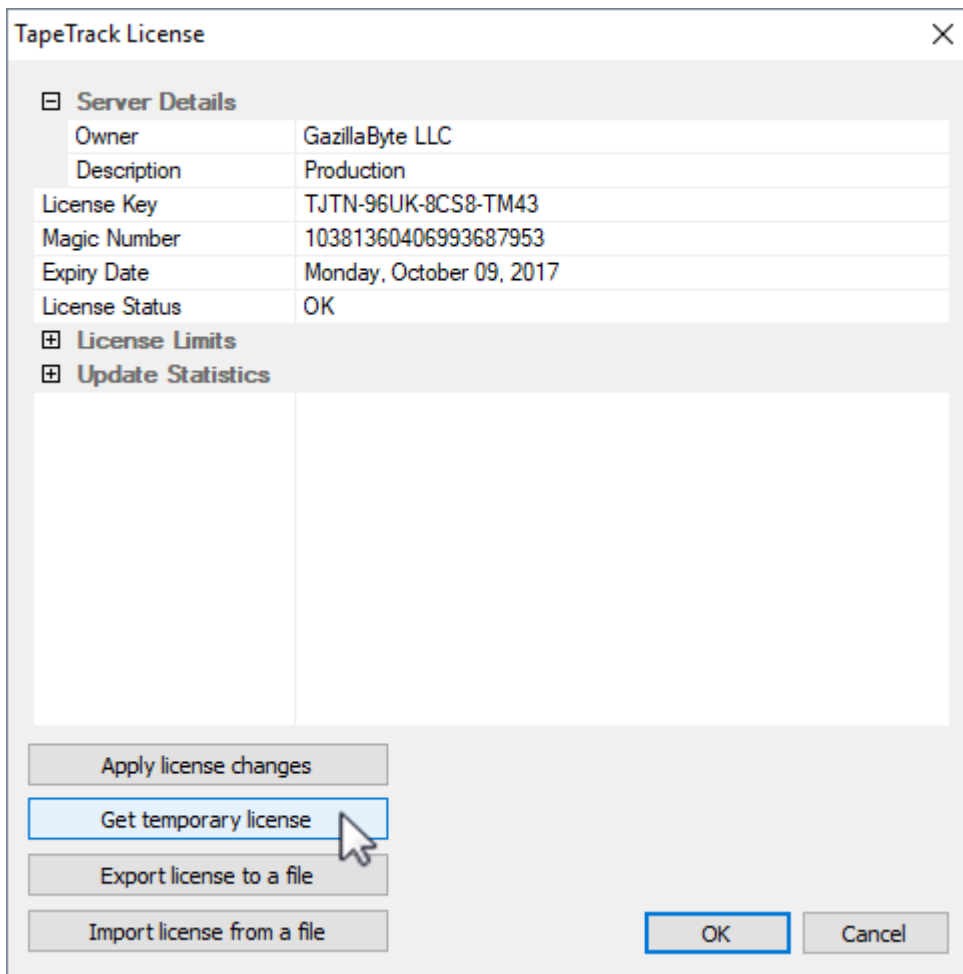 TapeTrack License
Server Details
Owner GazillaByte LLC
Description Production
License Key TJTN-96UK-8CS8-TM43
Magic Number 10381360406993687953
Expiry Date Monday, October 09, 2017
License Status OK
License Limits
Update Statistics
Apply license changes
Get temporary license
Export license to a file
Import license from a file
OK Cancel